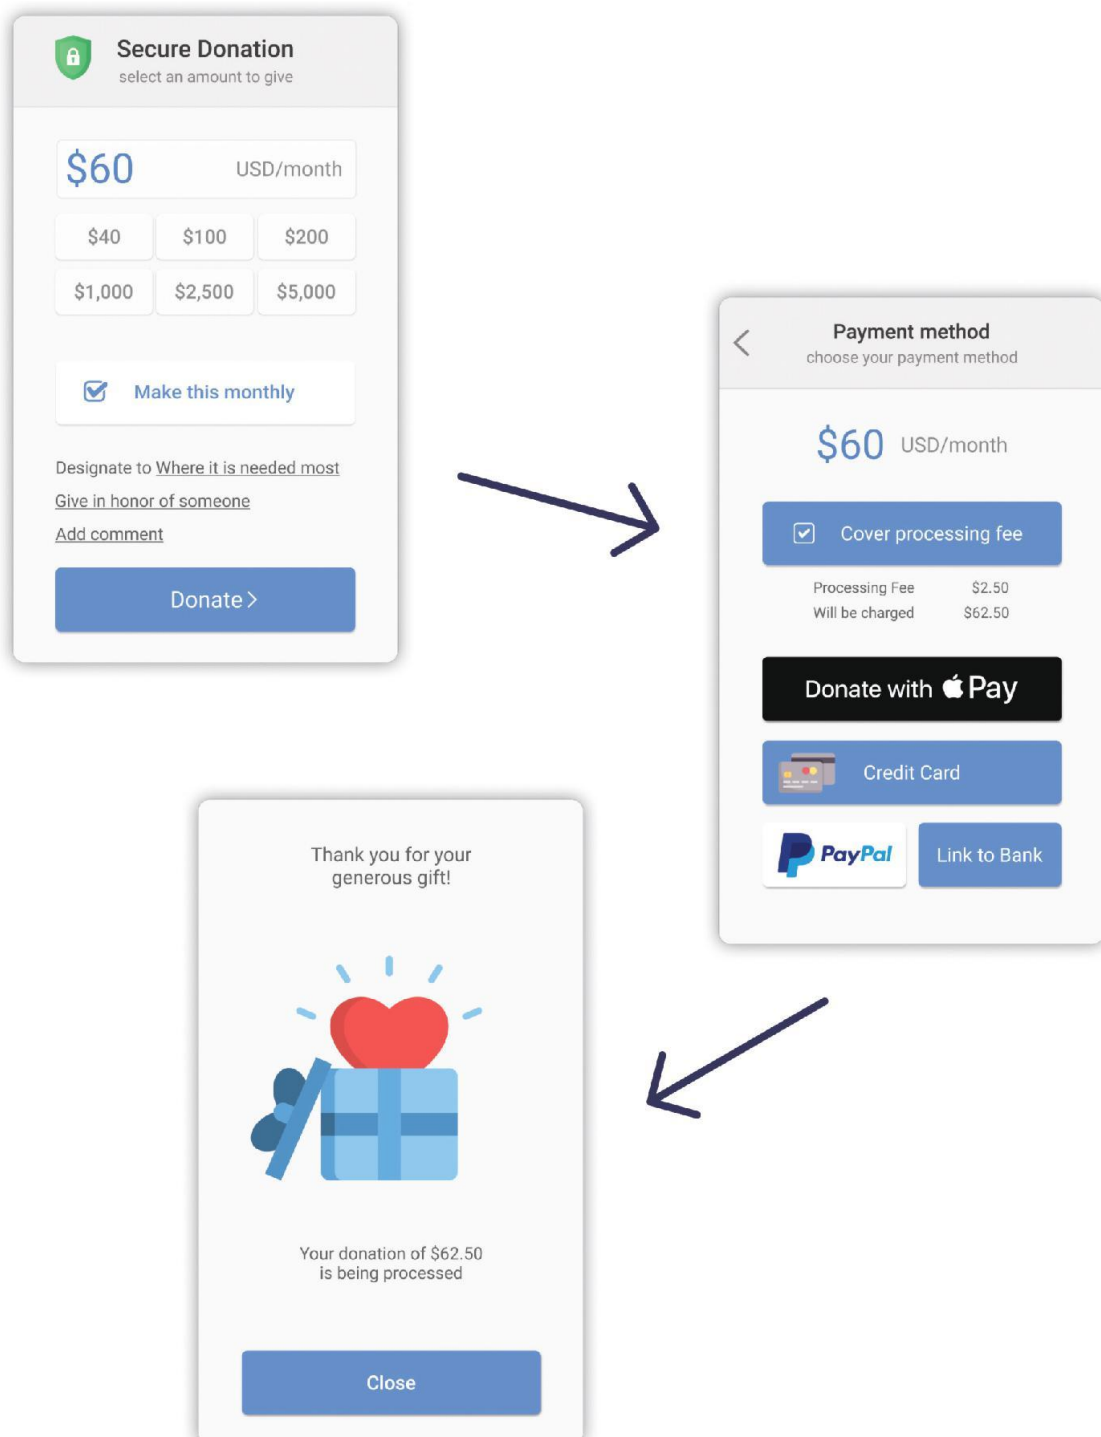 Secure Donation
select an amount to give
$60 USD/month
$40 $100 $200
$1,000 $2,500 $5,000
Make this monthly
Designate to Where it is needed most
Give in honor of someone
Add comment
Donate >
Payment method
choose your payment method
$60 USD/month
Cover processing fee
Processing Fee $2.50
Will be charged $62.50
Donate with Pay
Credit Card
PayPal Link to Bank
Thank you for your
generous gift!
Your donation of $62.50
is being processed
Close